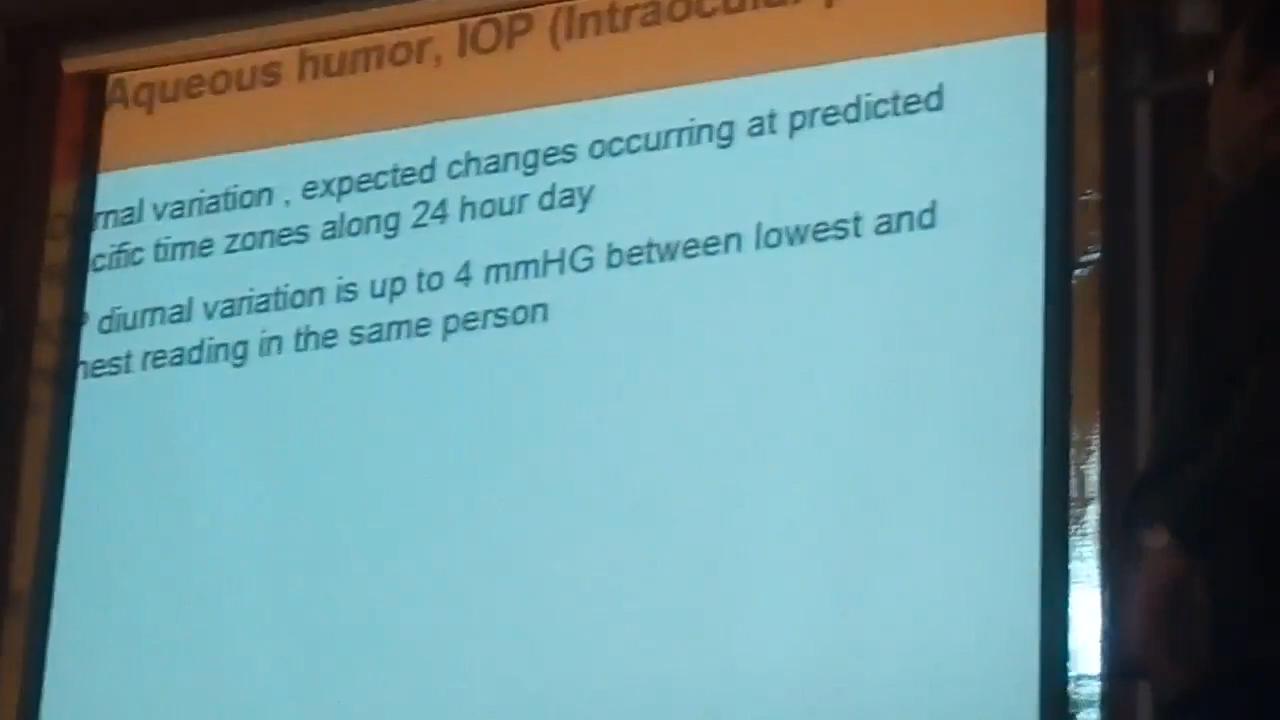 Aqueous humor, IOP (Intraocular
rnal variation , expected changes occurring at predicted
cific time zones along 24 hour day
diurnal variation is up to 4 mmHG between lowest and
hest reading in the same person